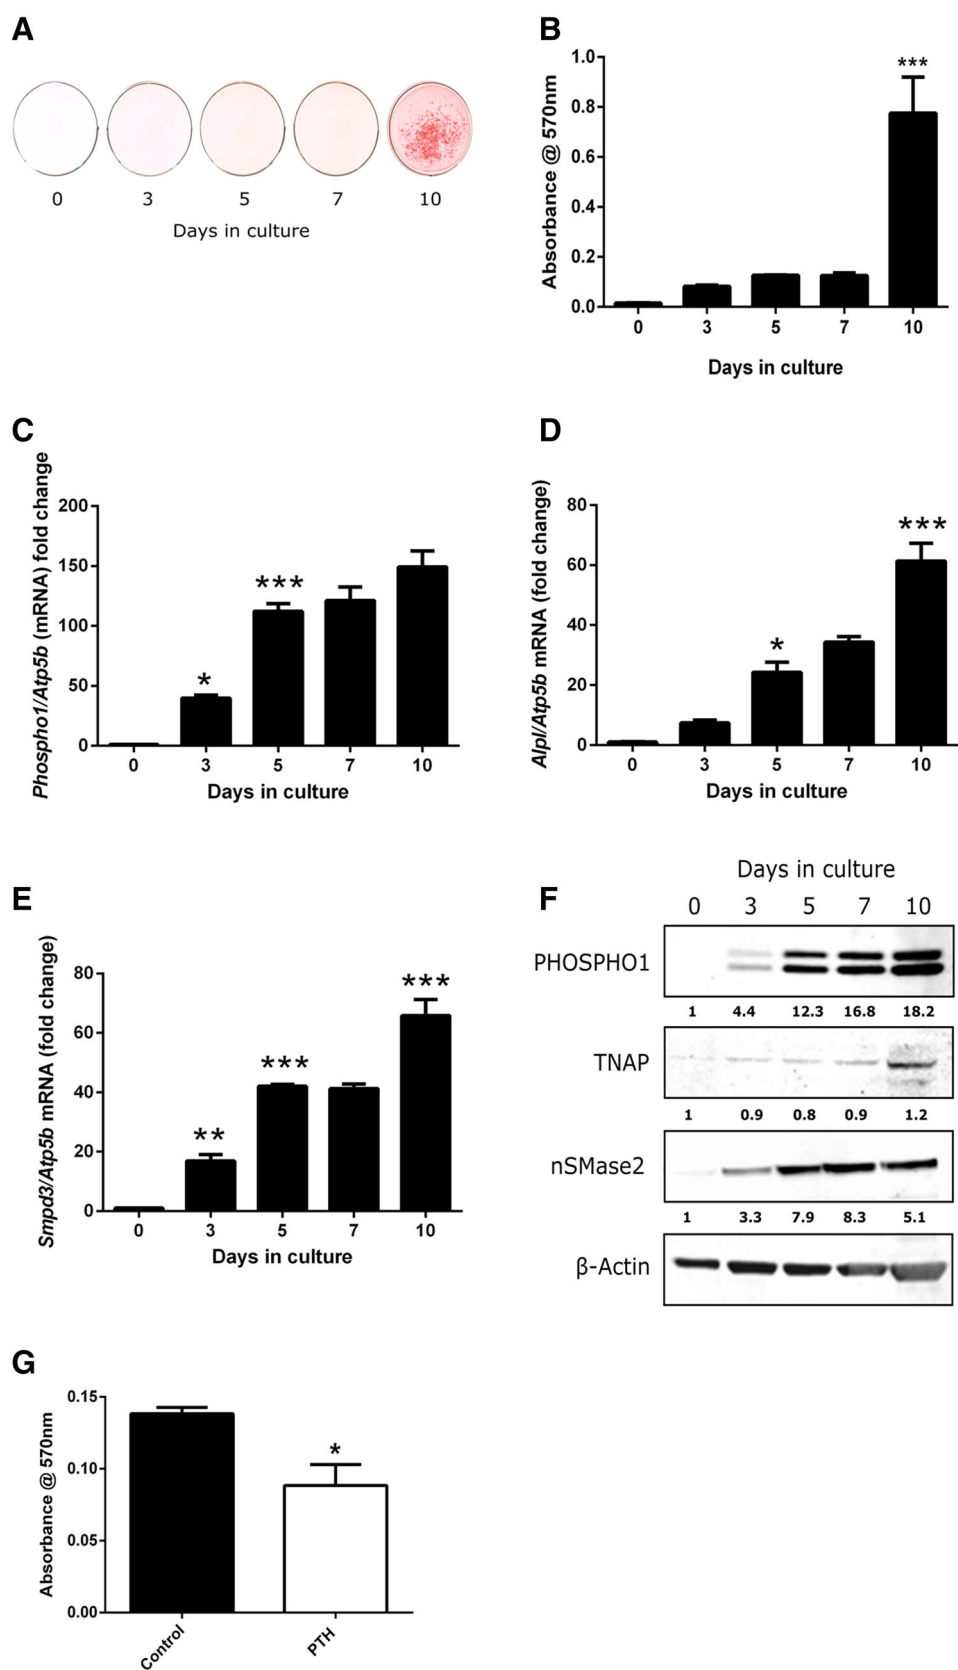 A
0 3 5 7 10
Days in culture
B
Absorbance @ 570nm
1.0
0.8
0.6
0.4
0.2
0.0
***
0 3 5 7 10
Days in culture
C
Phospho1/Atp5b (mRNA) fold change
200
150
100
50
0
*
***
0 3 5 7 10
Days in culture
D
Alpl/Atp5b mRNA (fold change)
80
60
40
20
0
*
***
0 3 5 7 10
Days in culture
E
Smpd3/Atp5b mRNA (fold change)
80
60
40
20
0
**
***
***
0 3 5 7 10
Days in culture
F
Days in culture
0 3 5 7 10
PHOSPHO1
1 4.4 12.3 16.8 18.2
TNAP
1 0.9 0.8 0.9 1.2
nSMase2
1 3.3 7.9 8.3 5.1
β-Actin
G
Absorbance @ 570nm
0.15
0.10
0.05
0.00
*
Control
PTH